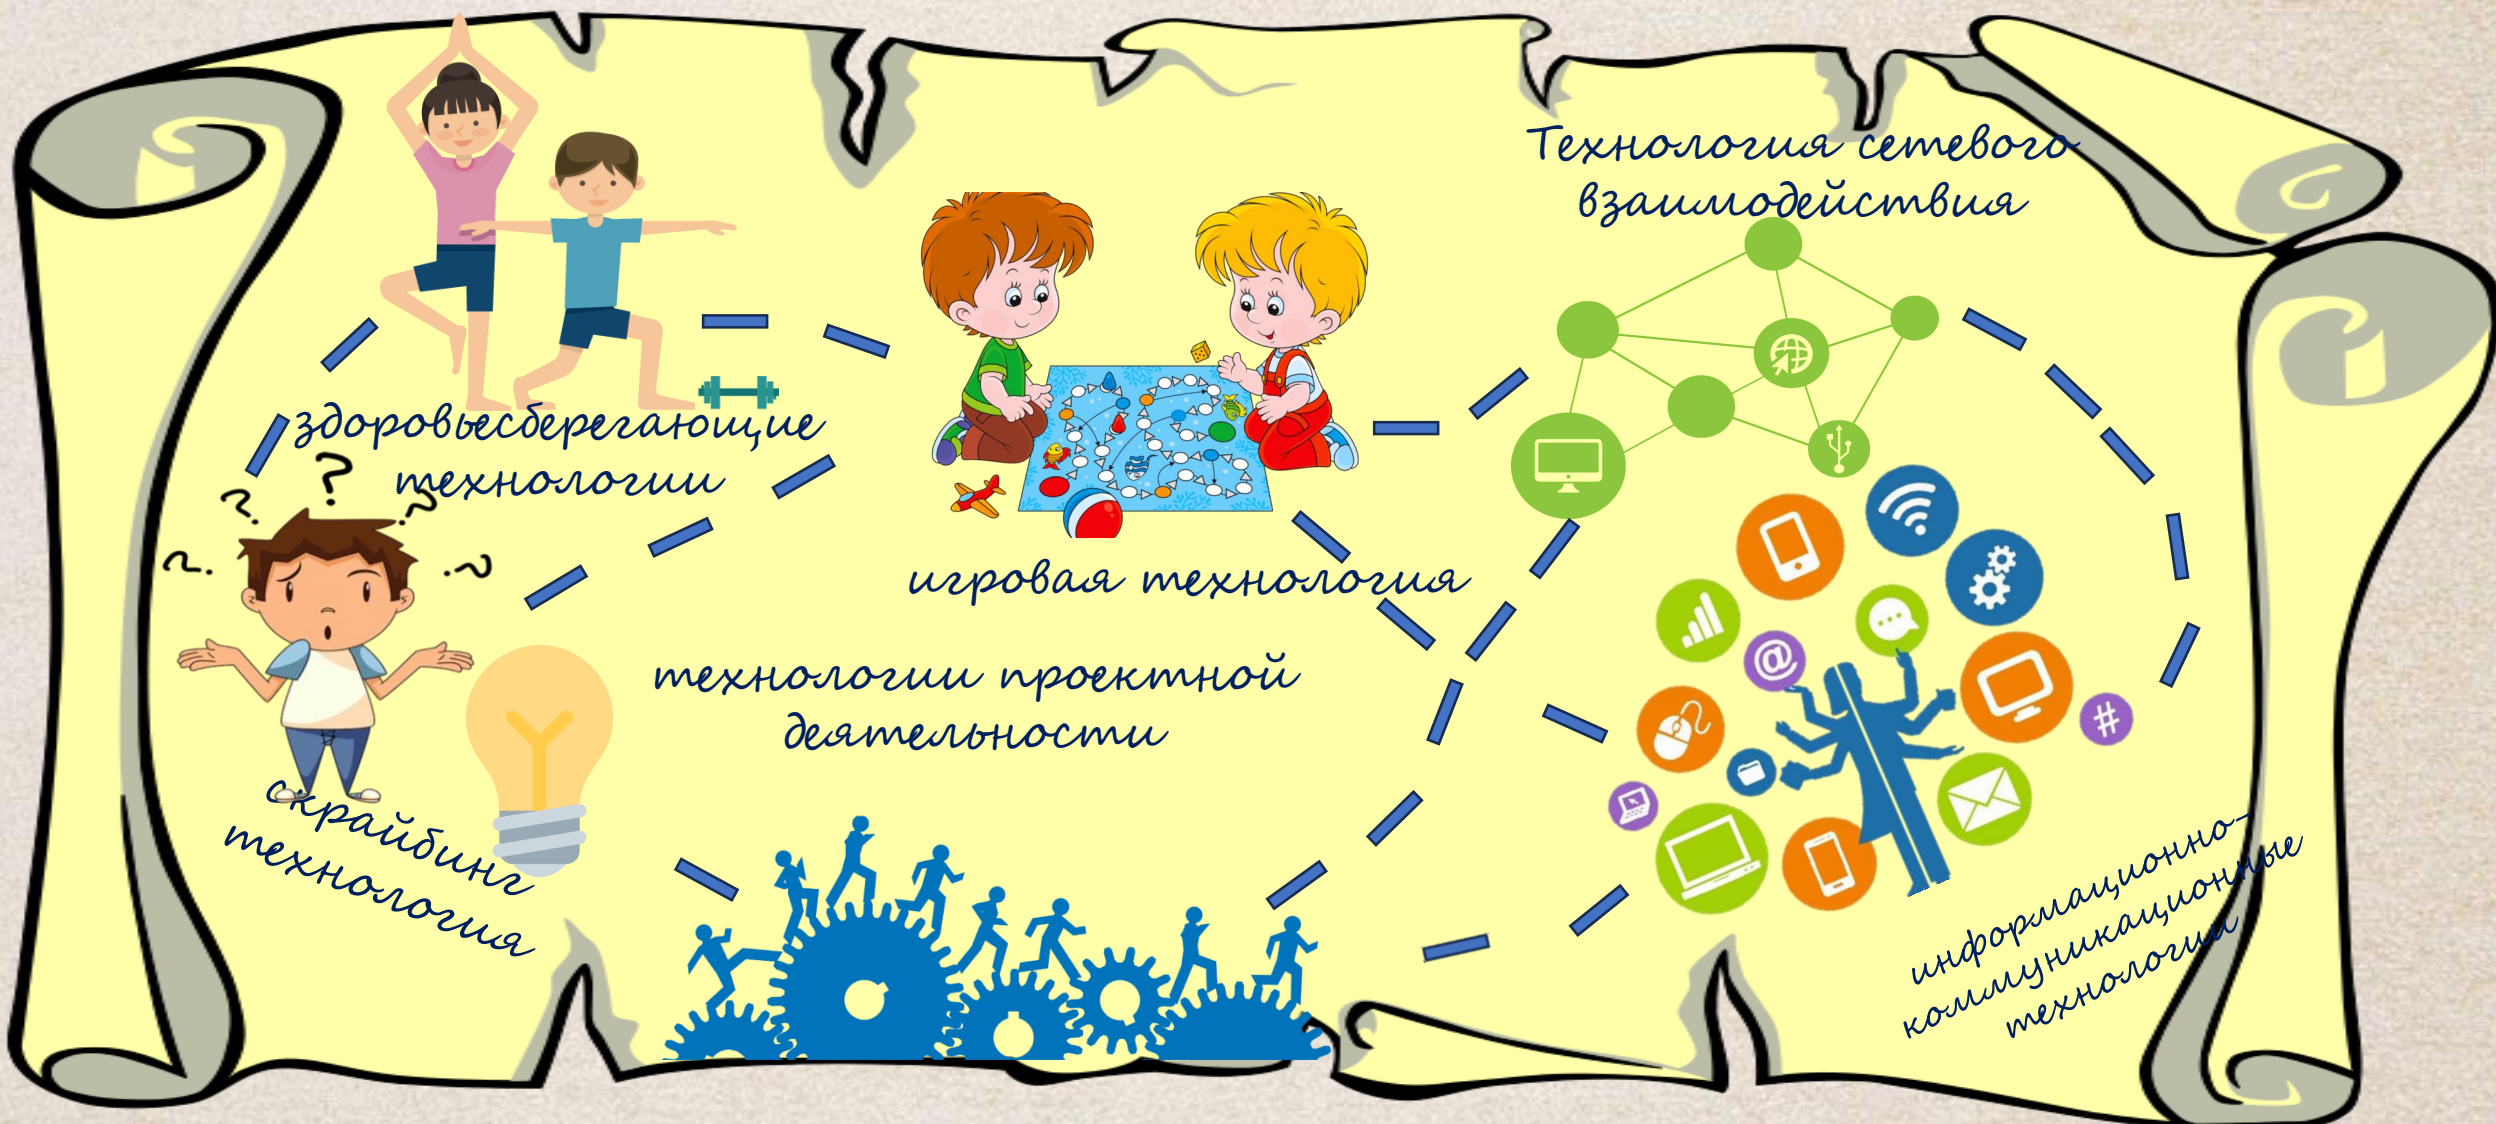 здоровьесберегающие
технологии
игровая технология
Технология сетевого
взаимодействия
скрайбинг
технология
технологии проектной
деятельности
информационно-
коммуникационные
технологии